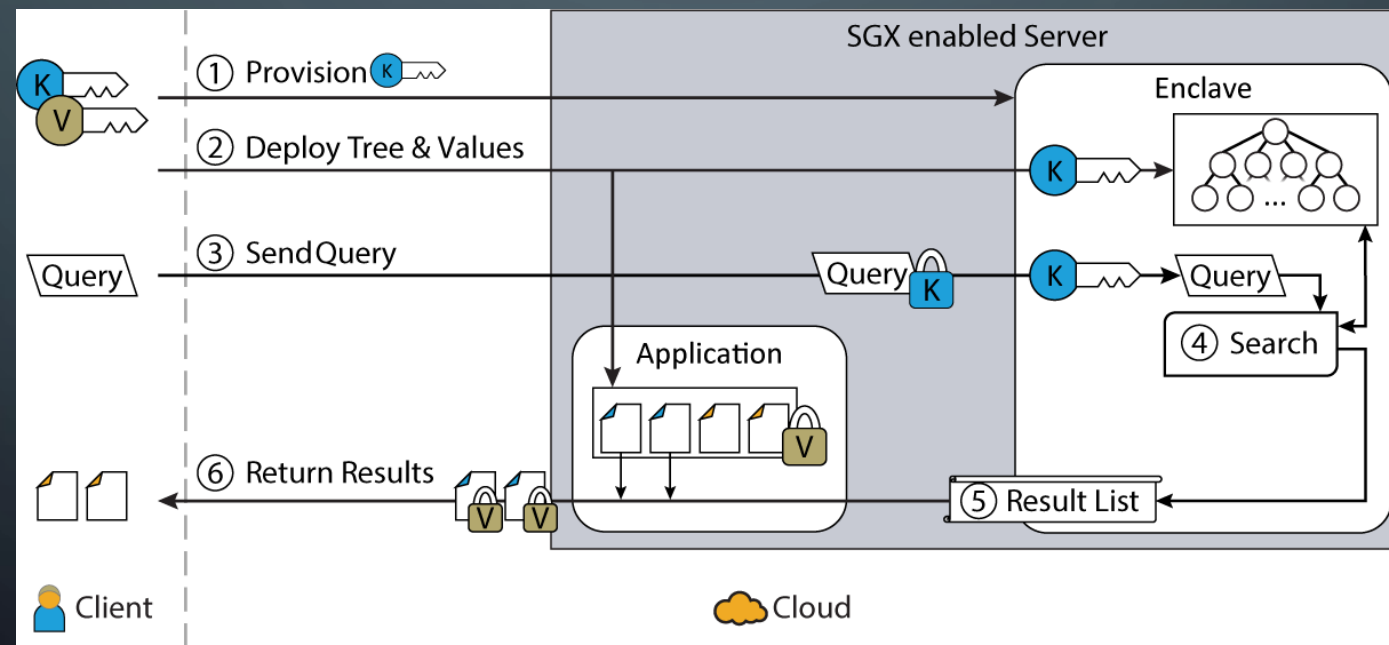 SGX enabled Server
① Provision K
Enclave
K
V
② Deploy Tree & Values
K
...
③ Send Query
Query
Query
K
K
Query
④ Search
Application
V
⑥ Return Results
V
V
⑤ Result List
Client
Cloud